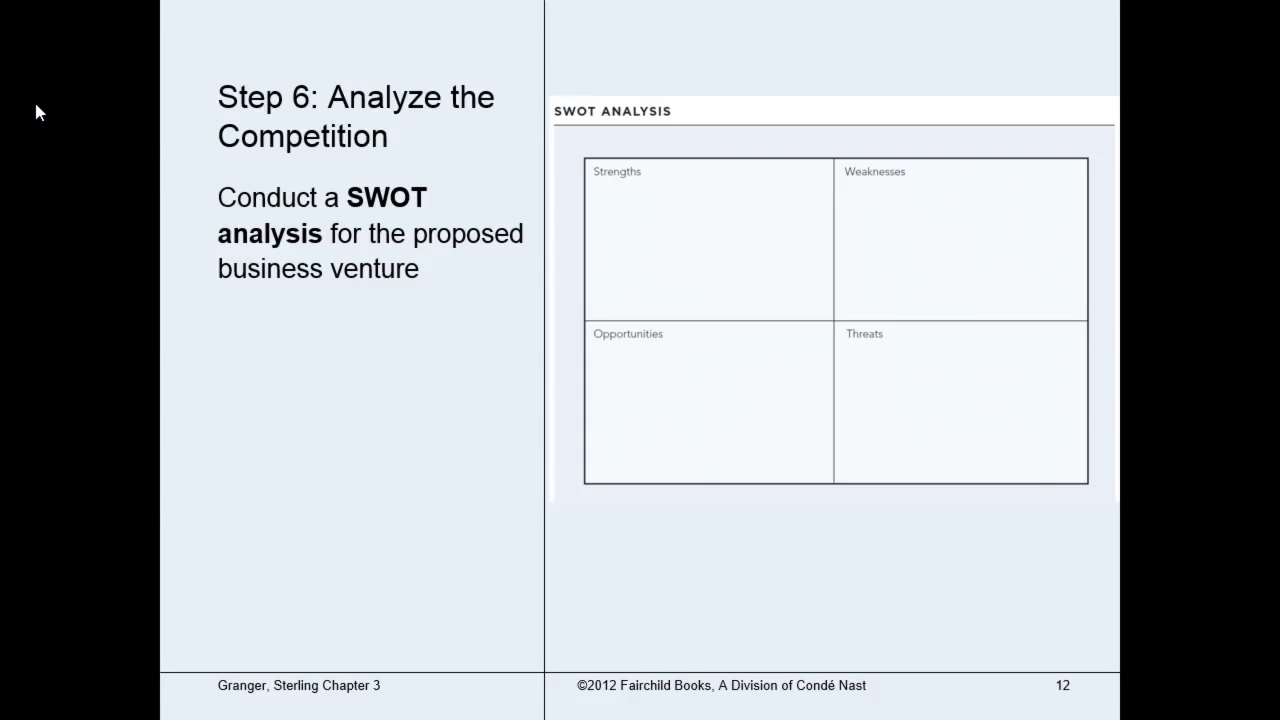 Step 6: Analyze the
Competition
Conduct a SWOT
analysis for the proposed
business venture
SWOT ANALYSIS
Strengths
Weaknesses
Opportunities
Threats
Granger, Sterling Chapter 3
©2012 Fairchild Books, A Division of Condé Nast
12